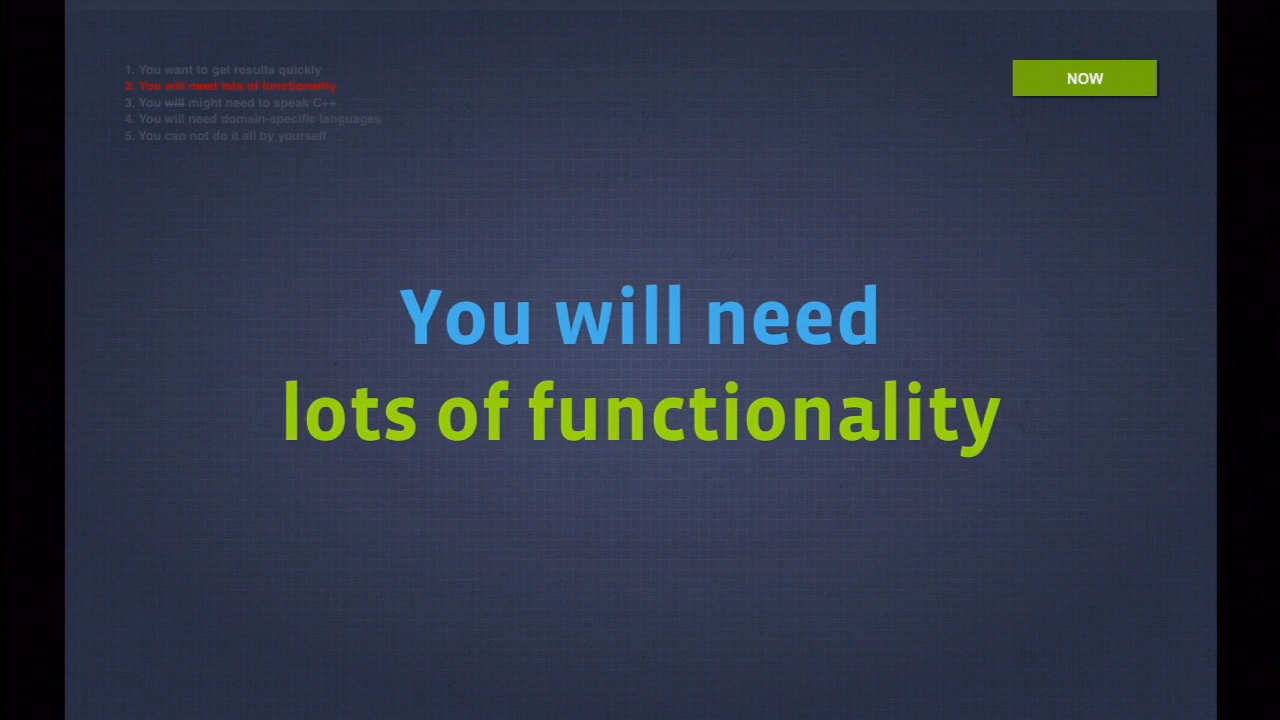 1. You want to get results quickly
2. You will need lots of functionality
3. You will might need to speak C++
4. You will need domain-specific languages
5. You can not do it all by yourself
NOW
You will need
lots of functionality